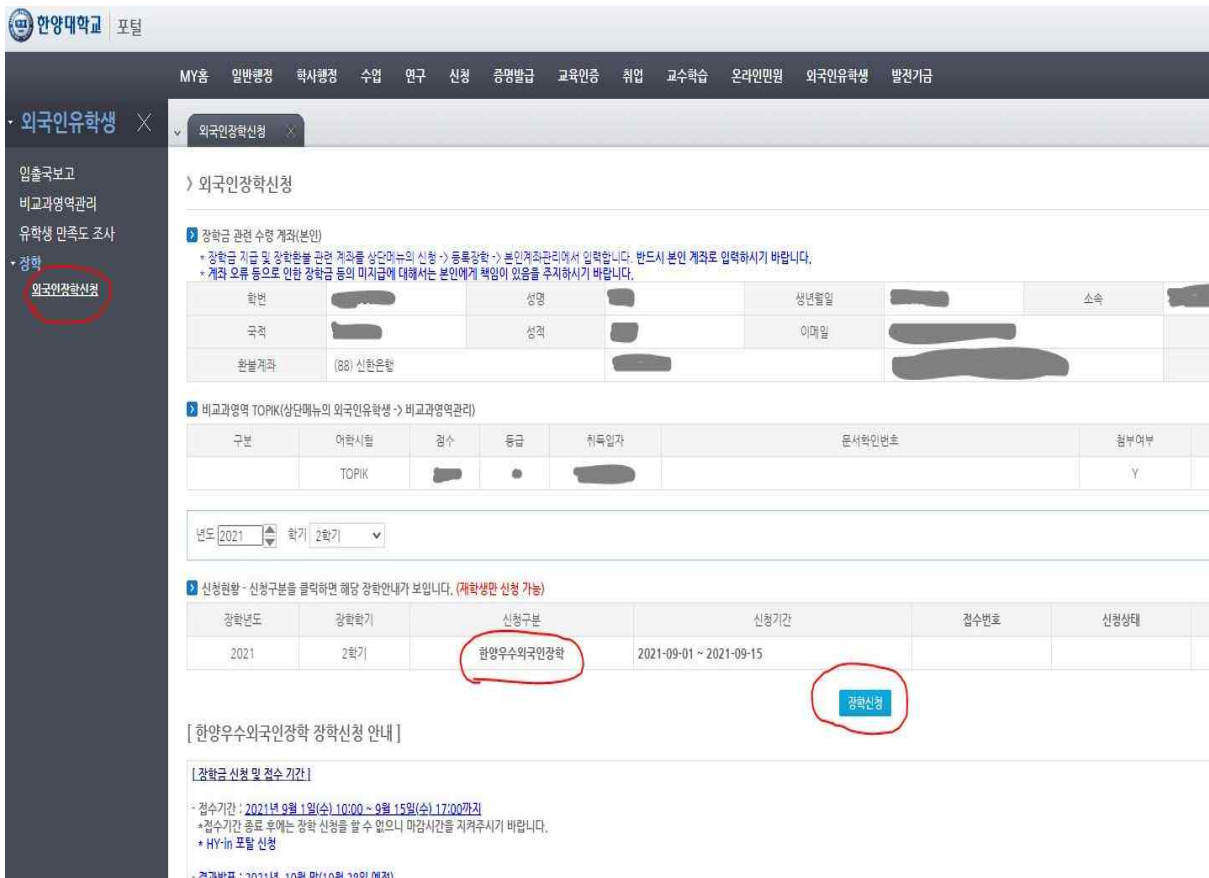 한양대학교 포털
MY홈 일반행정 학사행정 수업 연구 신청 증명발급 교육인증 취업 교수학습 온라인민원 외국인유학생 발전기금
외국인유학생
입출국보고
비교과영역관리
유학생 만족도 조사
장학
외국인장학신청
외국인장학신청
> 외국인장학신청
장학금 관련 수령 계좌(본인)
* 장학금 지급 및 장학환불 관련 계좌를 상단메뉴의 신청 -> 등록장학 -> 본인계좌관리에서 입력합니다. 반드시 본인 계좌로 입력하시기 바랍니다.
* 계좌 오류 등으로 인한 장학금 등의 미지급에 대해서는 본인에게 책임이 있음을 주지하시기 바랍니다.
학번 성명 생년월일 소속
국적 성적 이메일
환불계좌 (88) 신한은행
비교과영역 TOPIK(상단메뉴의 외국인유학생 -> 비교과영역관리)
구분 어학시험 점수 등급 취득일자 문서확인번호 첨부여부
TOPIK Y
년도 2021 학기 2학기
신청현황 - 신청구분을 클릭하면 해당 장학안내가 보입니다. (재학생만 신청 가능)
장학년도 장학학기 신청구분 신청기간 접수번호 신청상태
2021 2학기 한양우수외국인장학 2021-09-01 ~ 2021-09-15
장학신청
[ 한양우수외국인장학 장학신청 안내 ]
[ 장학금 신청 및 접수 기간 ]
- 접수기간 : 2021년 9월 1일(수) 10:00 ~ 9월 15일(수) 17:00까지
*접수기간 종료 후에는 장학 신청을 할 수 없으니 마감시간을 지켜주시기 바랍니다.
* HY-in 포탈 신청
- 결과발표 : 2021년 10월 말(10월 28일 예정)